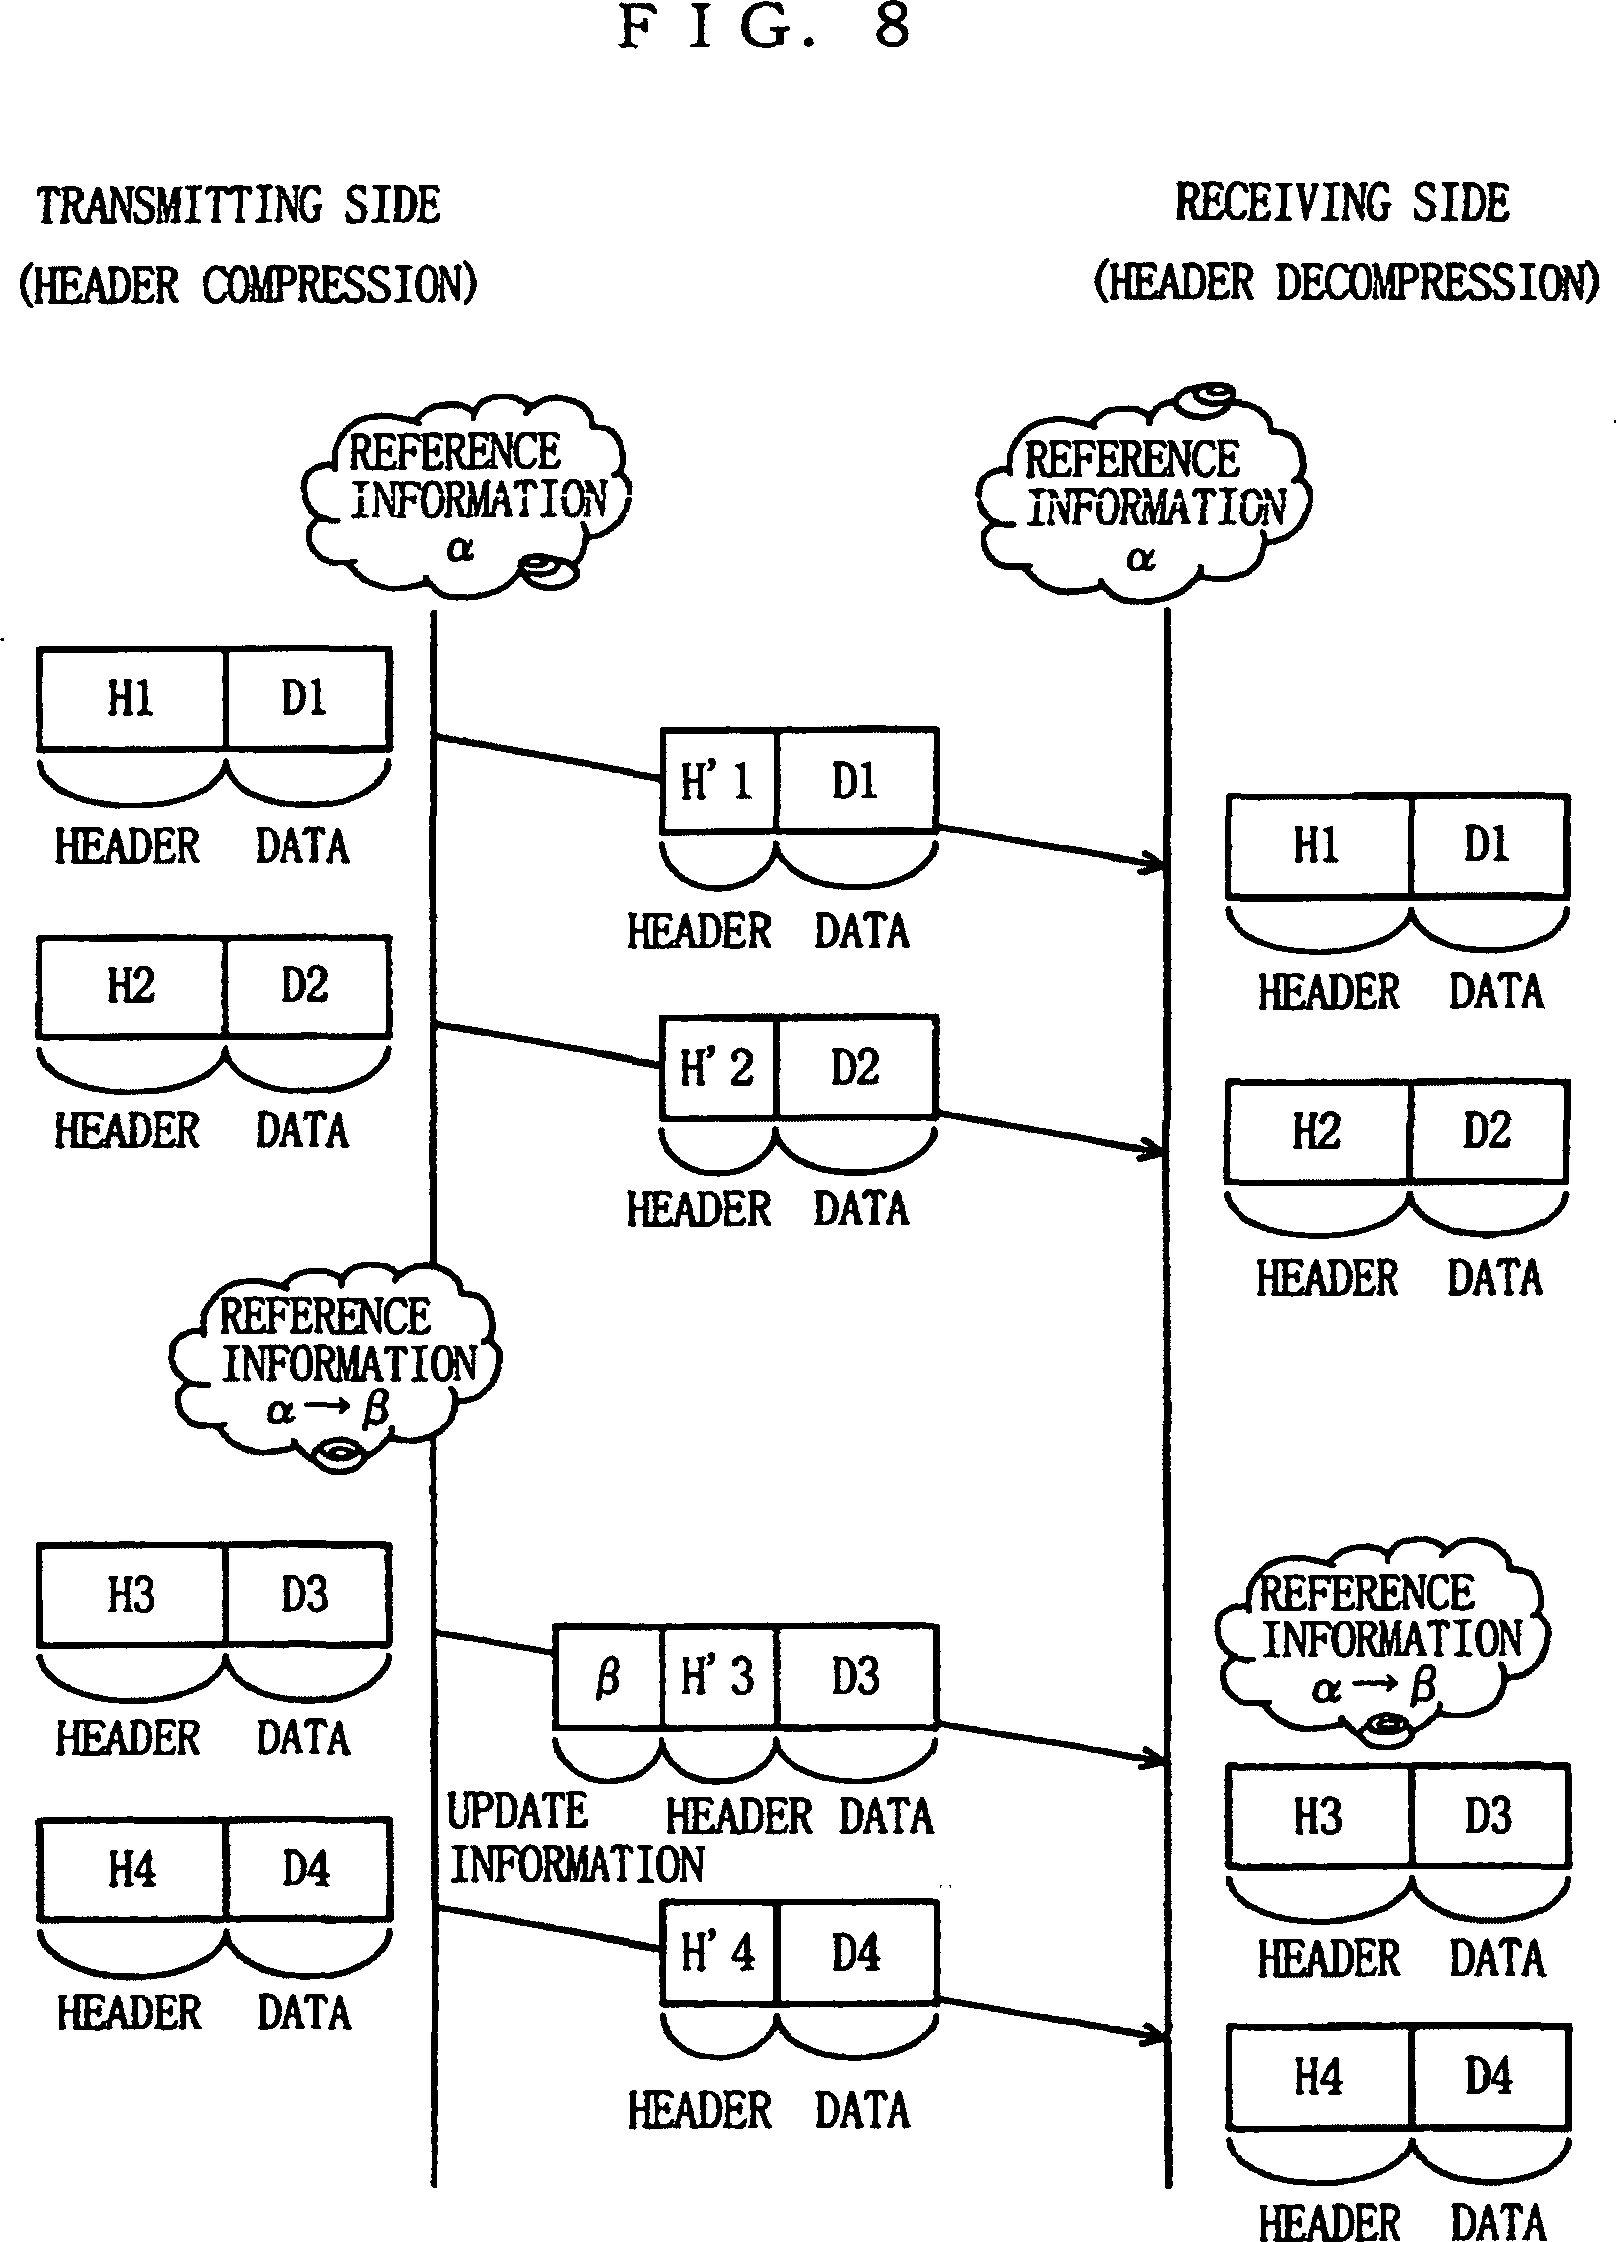 FIG. 8
TRANSMITTING SIDE
(HEADER COMPRESSION)
RECEIVING SIDE
(HEADER DECOMPRESSION)
REFERENCE
INFORMATION
α
REFERENCE
INFORMATION
α
H1 D1
HEADER DATA
H'1 D1
HEADER DATA
H1 D1
HEADER DATA
H2 D2
HEADER DATA
H'2 D2
HEADER DATA
H2 D2
HEADER DATA
REFERENCE
INFORMATION
α→β
H3 D3
HEADER DATA
β H'3 D3
UPDATE
INFORMATION
HEADER DATA
REFERENCE
INFORMATION
α→β
H3 D3
HEADER DATA
H4 D4
HEADER DATA
H'4 D4
HEADER DATA
H4 D4
HEADER DATA